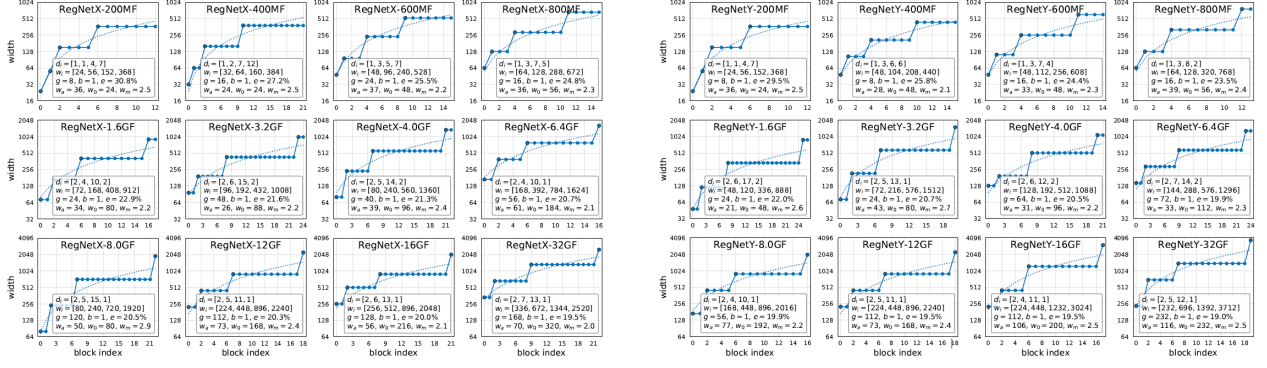 RegNetX-200MF
d_i = [1, 1, 4, 7]
w_i = [24, 56, 152, 368]
g = 8, b = 1, e = 30.8%
w_a = 36, w_0 = 24, w_m = 2.5
RegNetX-400MF
d_i = [1, 2, 7, 12]
w_i = [32, 64, 160, 384]
g = 16, b = 1, e = 27.2%
w_a = 24, w_0 = 24, w_m = 2.5
RegNetX-600MF
d_i = [1, 3, 5, 7]
w_i = [48, 96, 240, 528]
g = 24, b = 1, e = 25.5%
w_a = 37, w_0 = 48, w_m = 2.2
RegNetX-800MF
d_i = [1, 3, 7, 5]
w_i = [64, 128, 288, 672]
g = 16, b = 1, e = 24.8%
w_a = 36, w_0 = 56, w_m = 2.3
RegNetY-200MF
d_i = [1, 1, 4, 7]
w_i = [24, 56, 152, 368]
g = 8, b = 1, e = 29.5%
w_a = 36, w_0 = 24, w_m = 2.5
RegNetY-400MF
d_i = [1, 3, 6, 6]
w_i = [48, 104, 208, 440]
g = 8, b = 1, e = 25.8%
w_a = 28, w_0 = 48, w_m = 2.1
RegNetY-600MF
d_i = [1, 3, 7, 4]
w_i = [48, 112, 256, 608]
g = 16, b = 1, e = 24.4%
w_a = 33, w_0 = 48, w_m = 2.3
RegNetY-800MF
d_i = [1, 3, 8, 2]
w_i = [64, 128, 320, 768]
g = 16, b = 1, e = 23.5%
w_a = 39, w_0 = 56, w_m = 2.4
RegNetX-1.6GF
d_i = [2, 4, 10, 2]
w_i = [72, 168, 408, 912]
g = 24, b = 1, e = 22.9%
w_a = 34, w_0 = 80, w_m = 2.2
RegNetX-3.2GF
d_i = [2, 6, 15, 2]
w_i = [96, 192, 432, 1008]
g = 48, b = 1, e = 21.6%
w_a = 26, w_0 = 88, w_m = 2.2
RegNetX-4.0GF
d_i = [2, 5, 14, 2]
w_i = [80, 240, 560, 1360]
g = 40, b = 1, e = 21.3%
w_a = 39, w_0 = 96, w_m = 2.4
RegNetX-6.4GF
d_i = [2, 4, 10, 1]
w_i = [168, 392, 784, 1624]
g = 56, b = 1, e = 20.7%
w_a = 61, w_0 = 184, w_m = 2.1
RegNetY-1.6GF
d_i = [2, 6, 17, 2]
w_i = [48, 120, 336, 888]
g = 24, b = 1, e = 22.0%
w_a = 21, w_0 = 48, w_m = 2.6
RegNetY-3.2GF
d_i = [2, 5, 13, 1]
w_i = [72, 216, 576, 1512]
g = 24, b = 1, e = 20.7%
w_a = 43, w_0 = 80, w_m = 2.7
RegNetY-4.0GF
d_i = [2, 6, 12, 2]
w_i = [128, 192, 512, 1088]
g = 64, b = 1, e = 20.5%
w_a = 31, w_0 = 96, w_m = 2.2
RegNetY-6.4GF
d_i = [2, 7, 14, 2]
w_i = [144, 288, 576, 1296]
g = 72, b = 1, e = 19.9%
w_a = 33, w_0 = 112, w_m = 2.3
RegNetX-8.0GF
d_i = [2, 5, 15, 1]
w_i = [80, 240, 720, 1920]
g = 120, b = 1, e = 20.5%
w_a = 50, w_0 = 80, w_m = 2.9
RegNetX-12GF
d_i = [2, 5, 11, 1]
w_i = [224, 448, 896, 2240]
g = 112, b = 1, e = 20.3%
w_a = 73, w_0 = 168, w_m = 2.4
RegNetX-16GF
d_i = [2, 6, 13, 1]
w_i = [256, 512, 896, 2048]
g = 128, b = 1, e = 20.0%
w_a = 56, w_0 = 216, w_m = 2.1
RegNetX-32GF
d_i = [2, 7, 13, 1]
w_i = [336, 672, 1344, 2520]
g = 168, b = 1, e = 19.5%
w_a = 70, w_0 = 320, w_m = 2.0
RegNetY-8.0GF
d_i = [2, 4, 10, 1]
w_i = [168, 448, 896, 2016]
g = 56, b = 1, e = 19.9%
w_a = 77, w_0 = 192, w_m = 2.2
RegNetY-12GF
d_i = [2, 5, 11, 1]
w_i = [224, 448, 896, 2240]
g = 112, b = 1, e = 19.5%
w_a = 73, w_0 = 168, w_m = 2.4
RegNetY-16GF
d_i = [2, 4, 11, 1]
w_i = [224, 448, 1232, 3024]
g = 112, b = 1, e = 19.5%
w_a = 106, w_0 = 200, w_m = 2.5
RegNetY-32GF
d_i = [2, 5, 12, 1]
w_i = [232, 696, 1392, 3712]
g = 232, b = 1, e = 19.0%
w_a = 116, w_0 = 232, w_m = 2.5
width
width
width
width
width
width
block index
block index
block index
block index
block index
block index
block index
block index